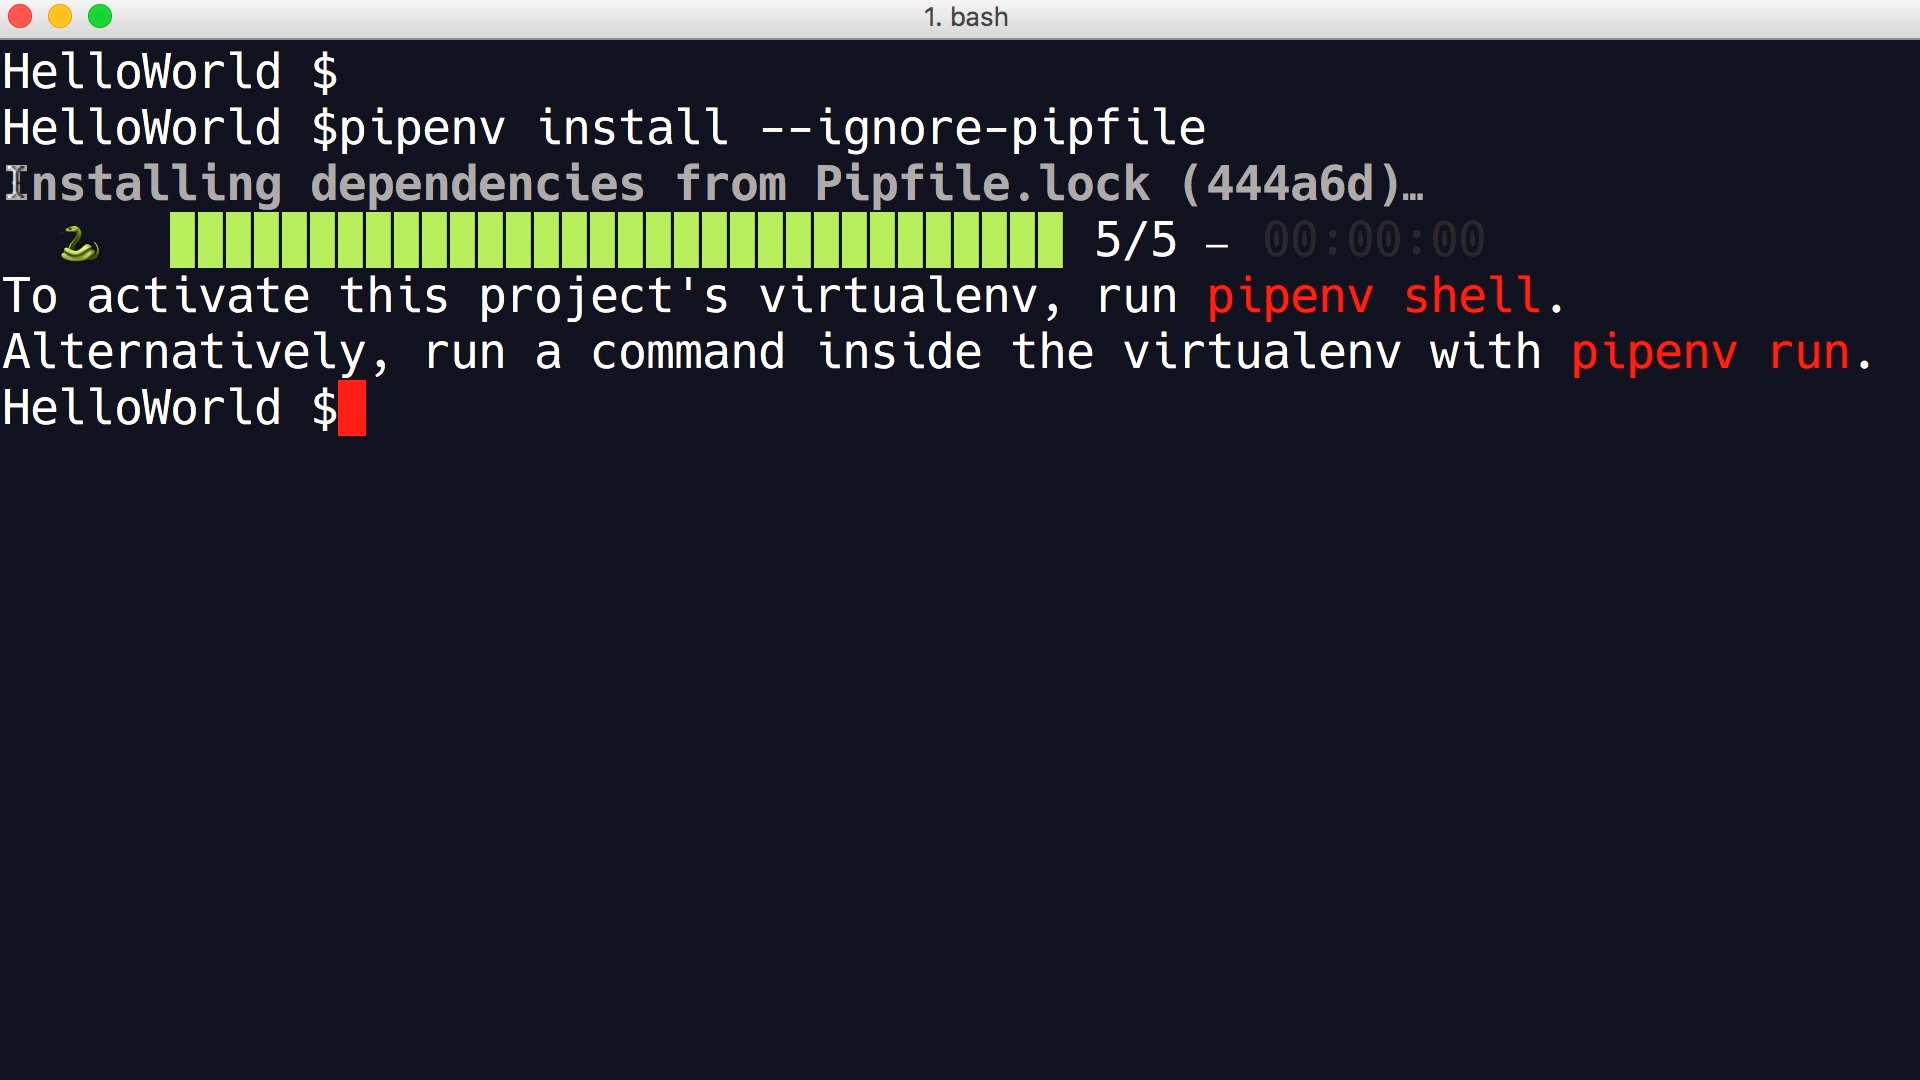 1. bash
HelloWorld $
HelloWorld $pipenv install --ignore-pipfile
Installing dependencies from Pipfile.lock (444a6d)…
5/5 — 00:00:00
To activate this project's virtualenv, run pipenv shell.
Alternatively, run a command inside the virtualenv with pipenv run.
HelloWorld $